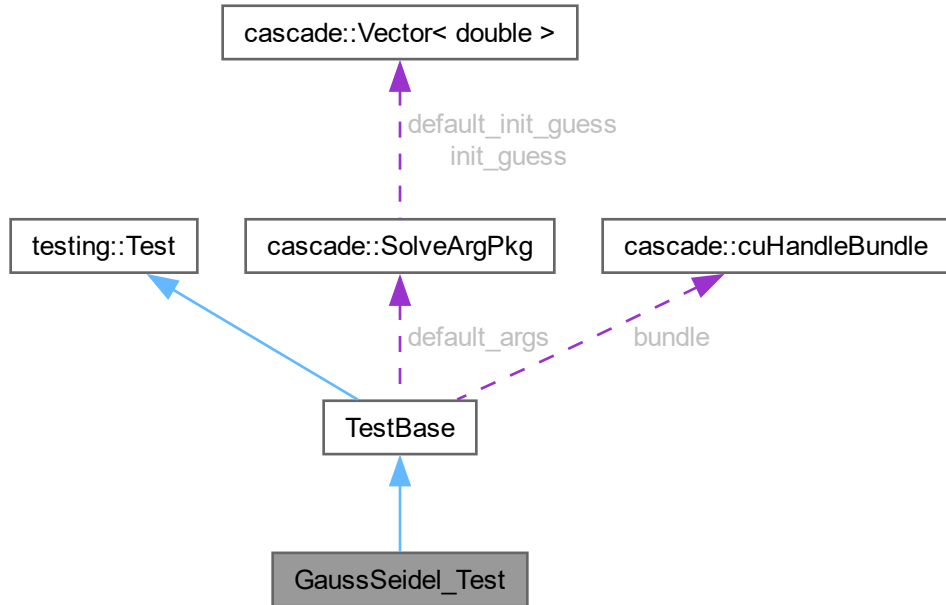 cascade::Vector< double >
default_init_guess
init_guess
testing::Test
cascade::SolveArgPkg
cascade::cuHandleBundle
default_args
bundle
TestBase
GaussSeidel_Test